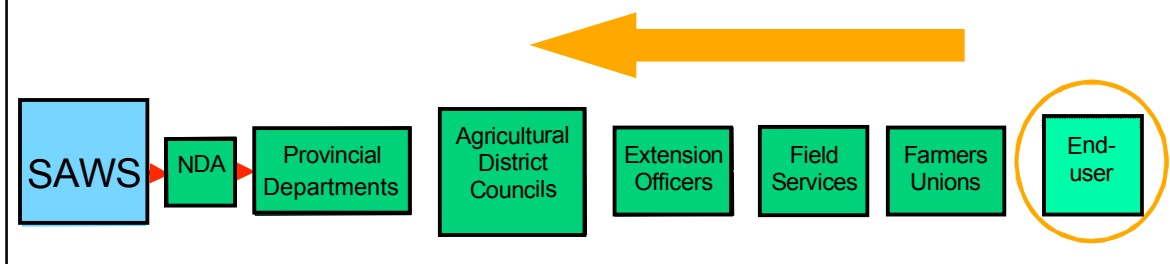 SAWS
NDA
Provincial
Departments
Agricultural
District
Councils
Extension
Officers
Field
Services
Farmers
Unions
End-
user